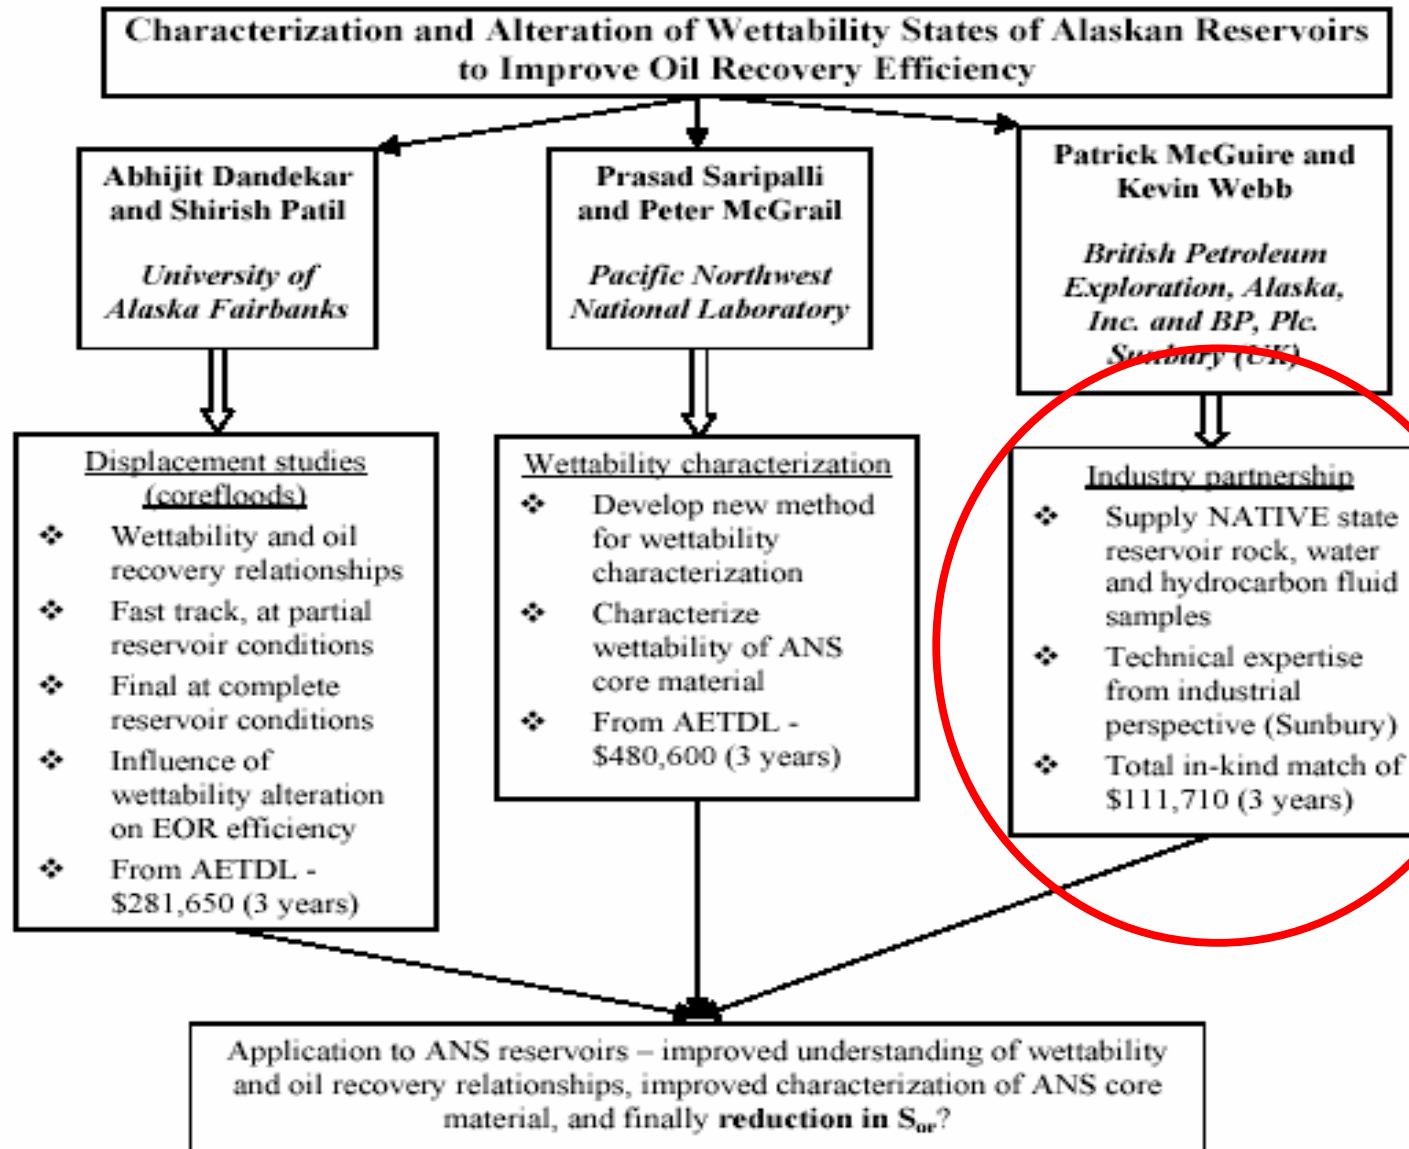 Characterization and Alteration of Wettability States of Alaskan Reservoirs
to Improve Oil Recovery Efficiency
Abhijit Dandekar
and Shirish Patil
University of
Alaska Fairbanks
Prasad Saripalli
and Peter McGrail
Pacific Northwest
National Laboratory
Patrick McGuire and
Kevin Webb
British Petroleum
Exploration, Alaska,
Inc. and BP, Plc.
Sunbury (UK)
Displacement studies
(corefloods)
❖ Wettability and oil
recovery relationships
❖ Fast track, at partial
reservoir conditions
❖ Final at complete
reservoir conditions
❖ Influence of
wettability alteration
on EOR efficiency
❖ From AETDL -
$281,650 (3 years)
Wettability characterization
❖ Develop new method
for wettability
characterization
❖ Characterize
wettability of ANS
core material
❖ From AETDL -
$480,600 (3 years)
Industry partnership
❖ Supply NATIVE state
reservoir rock, water
and hydrocarbon fluid
samples
❖ Technical expertise
from industrial
perspective (Sunbury)
❖ Total in-kind match of
$111,710 (3 years)
Application to ANS reservoirs – improved understanding of wettability
and oil recovery relationships, improved characterization of ANS core
material, and finally reduction in Sor?